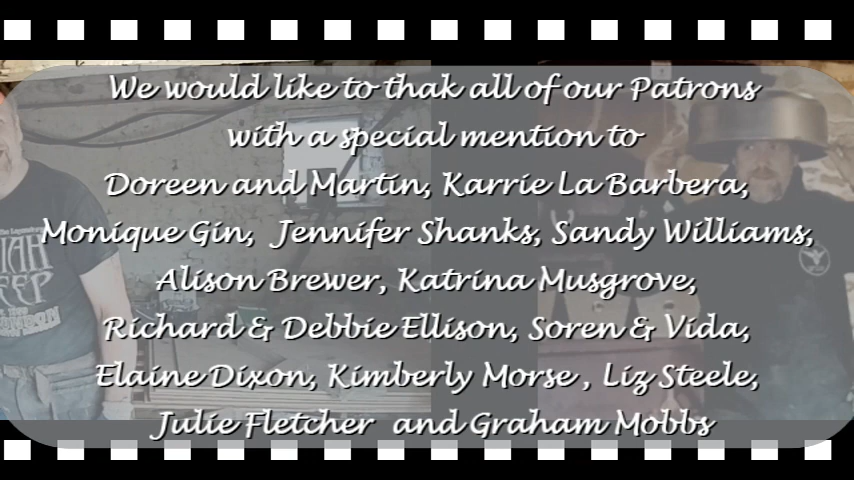 We would like to thak all of our Patrons
with a special mention to
Doreen and Martin, Karrie La Barbera,
Monique Gin, Jennifer Shanks, Sandy Williams,
Alison Brewer, Katrina Musgrove,
Richard & Debbie Ellison, Soren & Vida,
Elaine Dixon, Kimberly Morse , Liz Steele,
Julie Fletcher and Graham Mobbs